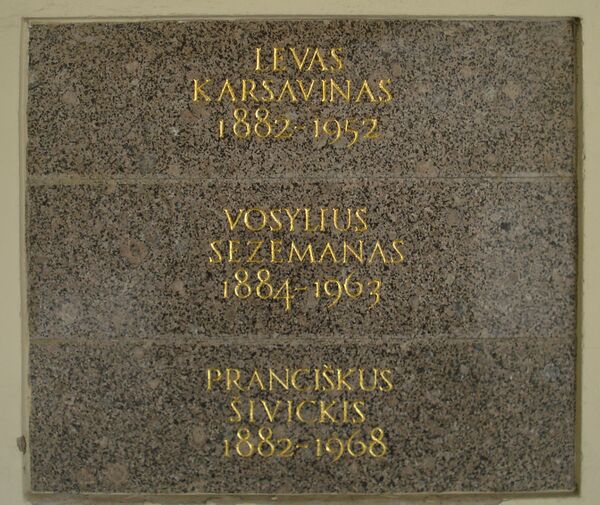 LEVAS
KARSAVINAS
1882-1952
VOSYLIUS
SEZEMANAS
1884-1963
PRANCIŠKUS
ŠIVICKIS
1882-1968